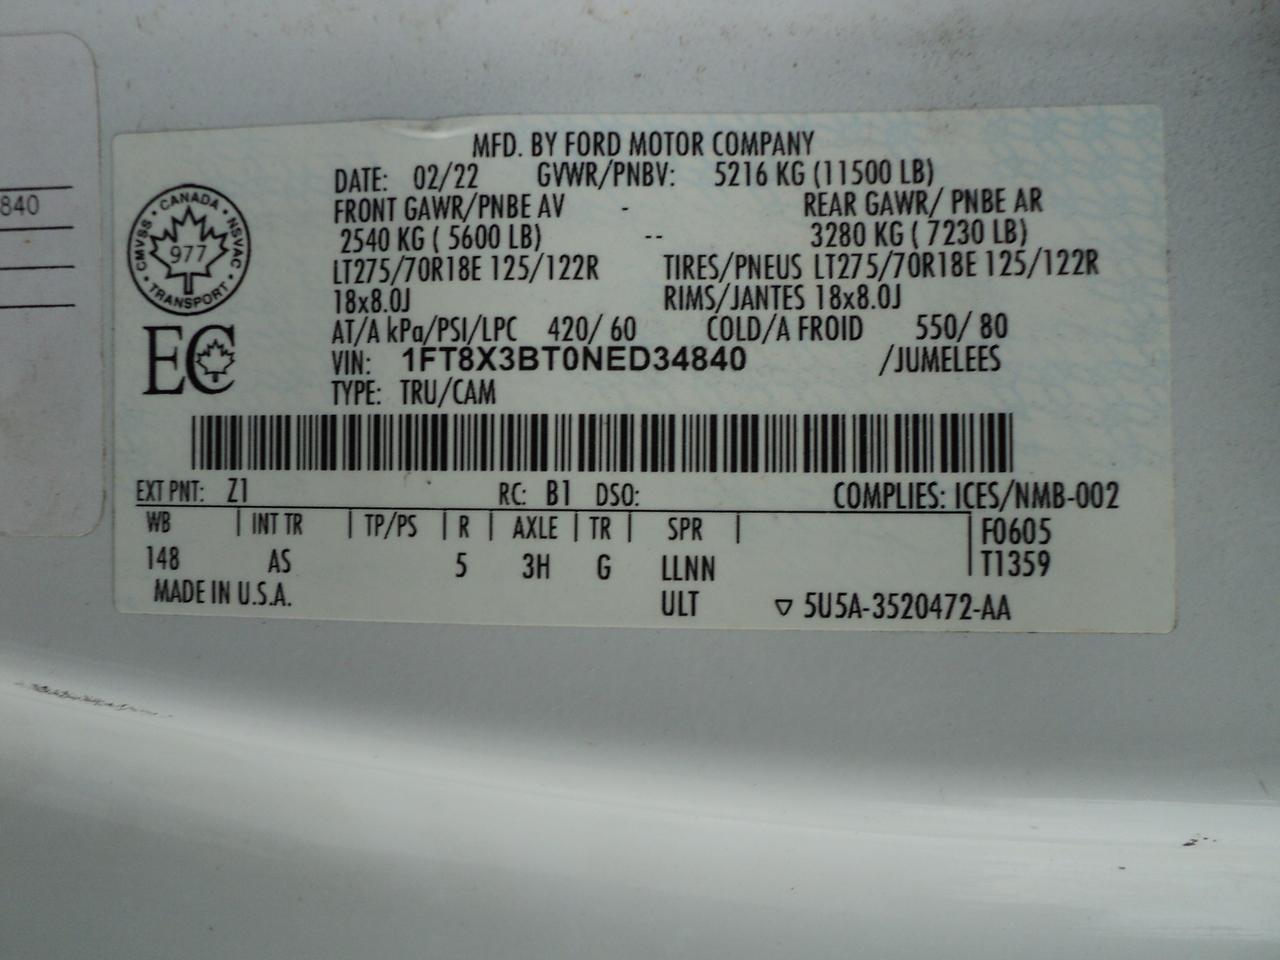 840
MFD. BY FORD MOTOR COMPANY
DATE: 02/22 GVWR/PNBV: 5216 KG (11500 LB)
FRONT GAWR/PNBE AV - REAR GAWR/ PNBE AR
2540 KG ( 5600 LB) -- 3280 KG ( 7230 LB)
LT275/70R18E 125/122R TIRES/PNEUS LT275/70R18E 125/122R
18x8.0J RIMS/JANTES 18x8.0J
AT/A kPa/PSI/LPC 420/ 60 COLD/A FROID 550/ 80
VIN: 1FT8X3BT0NED34840 /JUMELEES
TYPE: TRU/CAM
CANADA • NSVAC • TRANSPORT • CMVSS •
977
EC
EXT PNT: Z1 RC: B1 DSO: COMPLIES: ICES/NMB-002
WB | INT TR | TP/PS | R | AXLE | TR | SPR | F0605
148 AS 5 3H G LLNN T1359
MADE IN U.S.A. ULT ▽ 5U5A-3520472-AA